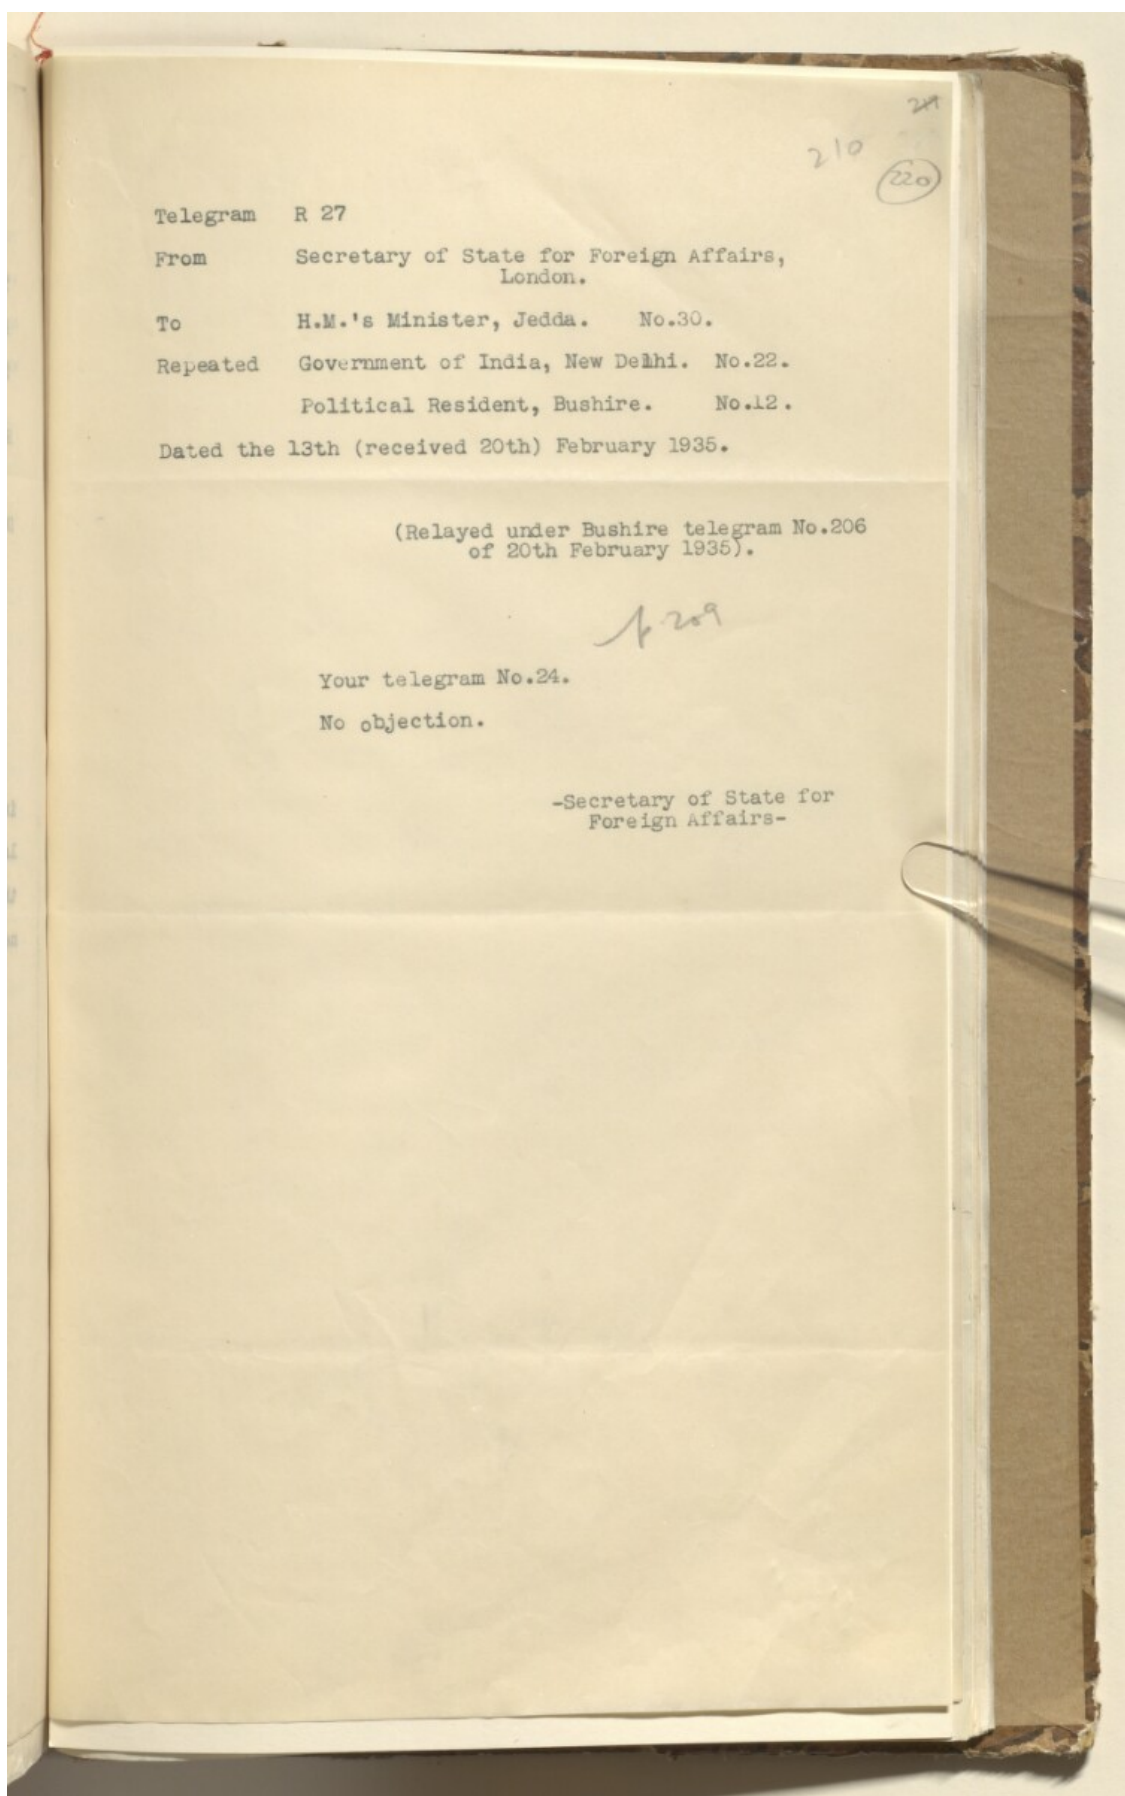 210
220
Telegram R 27
From Secretary of State for Foreign Affairs,
London.
To H.M.'s Minister, Jedda. No.30.
Repeated Government of India, New Delhi. No.22.
Political Resident, Bushire. No.12.
Dated the 13th (received 20th) February 1935.
(Relayed under Bushire telegram No.206
of 20th February 1935).
p. 209
Your telegram No.24.
No objection.
-Secretary of State for
Foreign Affairs-